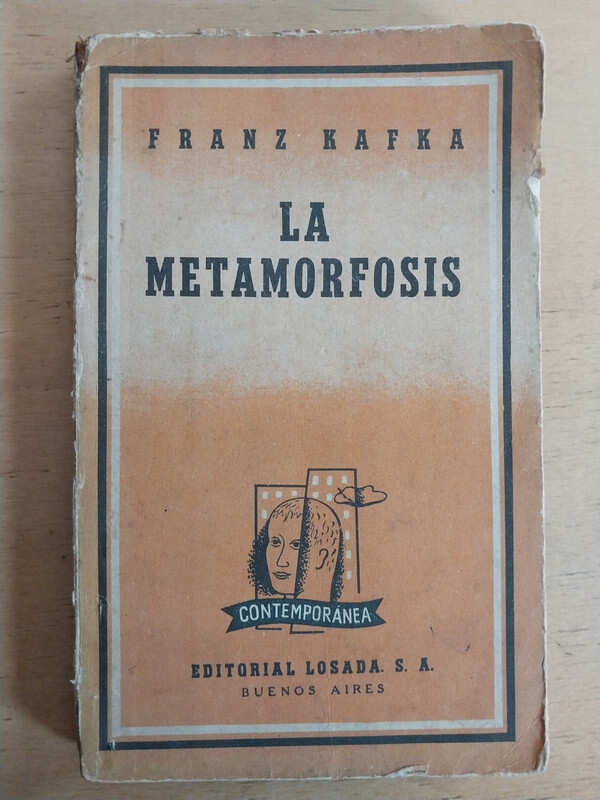 FRANZ KAFKA
LA
METAMORFOSIS
CONTEMPORÁNEA
EDITORIAL LOSADA. S. A.
BUENOS AIRES